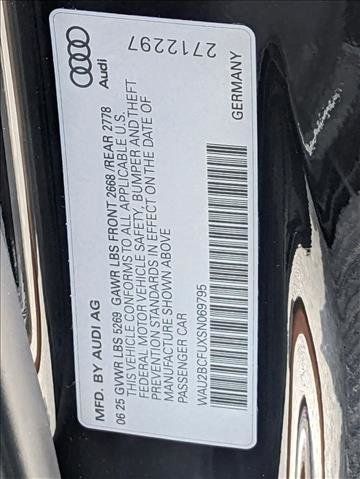 MFD. BY AUDI AG
06 25 GVWR LBS 5269 GAWR LBS FRONT 2668 /REAR 2778
THIS VEHICLE CONFORMS TO ALL APPLICABLE U.S.
FEDERAL MOTOR VEHICLE SAFETY, BUMPER AND THEFT
PREVENTION STANDARDS IN EFFECT ON THE DATE OF
MANUFACTURE SHOWN ABOVE
PASSENGER CAR
WAU2BCFUXSN069795
GERMANY
Audi
2712297